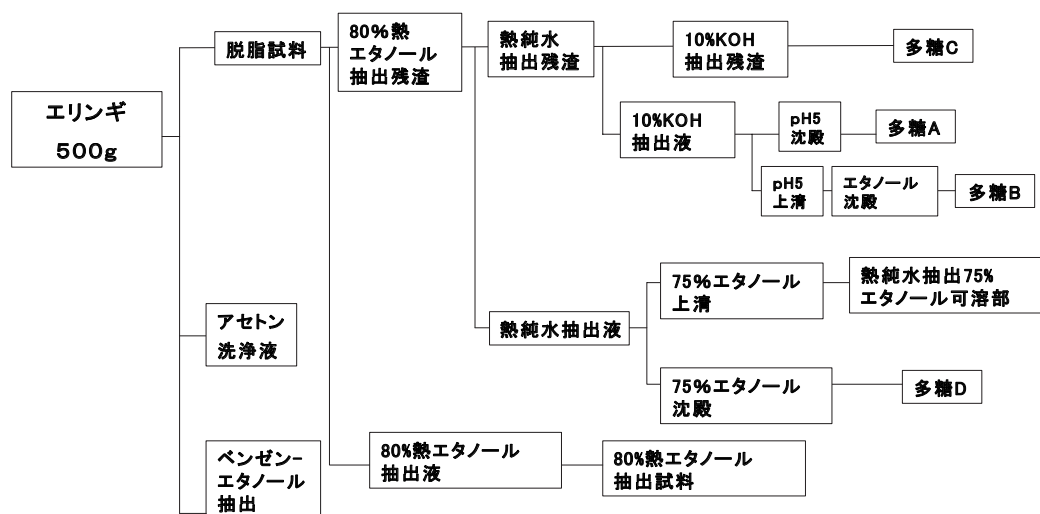 エリンギ
500g
脱脂試料
80%熱
エタノール
抽出残渣
熱純水
抽出残渣
10%KOH
抽出残渣
多糖C
10%KOH
抽出液
pH5
沈殿
多糖A
pH5
上清
エタノール
沈殿
多糖B
75%エタノール
上清
熱純水抽出75%
エタノール可溶部
熱純水抽出液
75%エタノール
沈殿
多糖D
アセトン
洗浄液
ベンゼン-
エタノール
抽出
80%熱エタノール
抽出液
80%熱エタノール
抽出試料